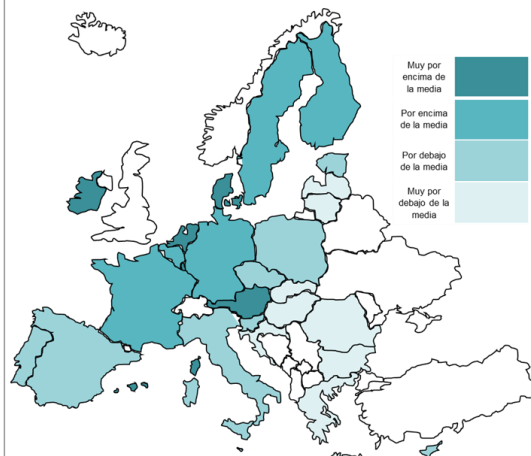 Muy por
encima de
la media
Por encima
de la media
Por debajo
de la media
Muy por
debajo de la
media